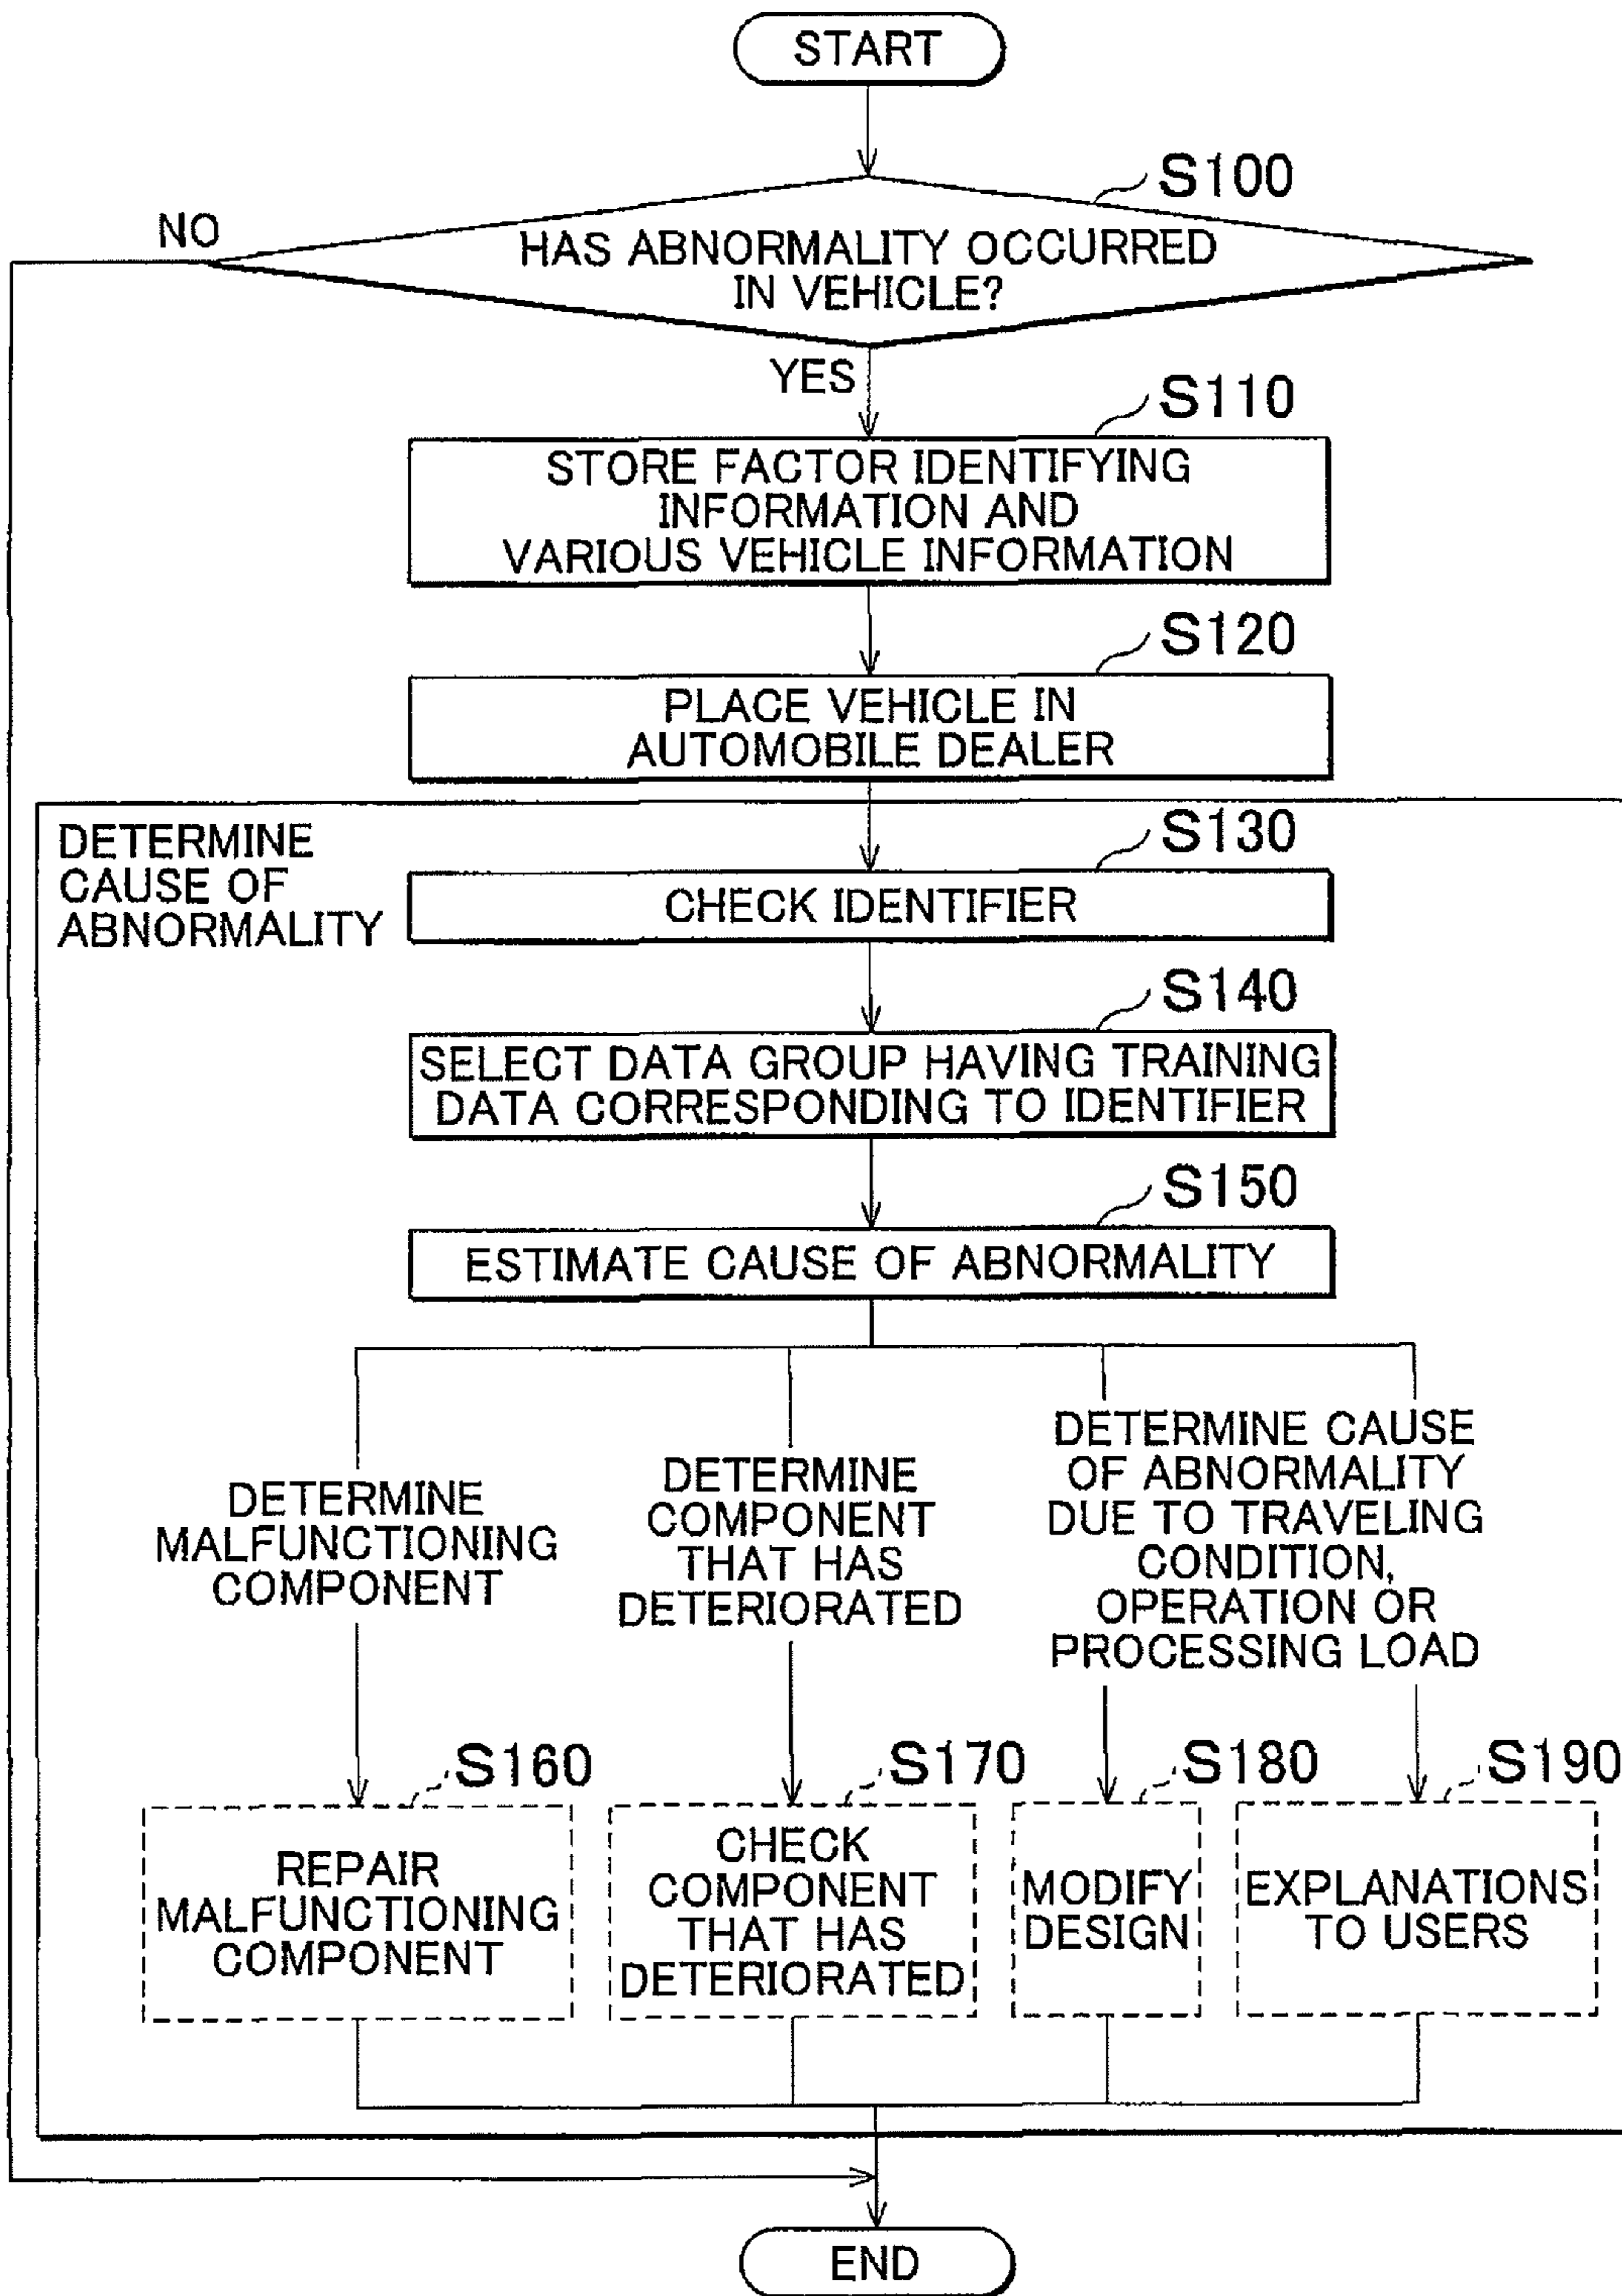 START
S100
NO
HAS ABNORMALITY OCCURRED
IN VEHICLE?
YES
S110
STORE FACTOR IDENTIFYING
INFORMATION AND
VARIOUS VEHICLE INFORMATION
S120
PLACE VEHICLE IN
AUTOMOBILE DEALER
DETERMINE
CAUSE OF
ABNORMALITY
S130
CHECK IDENTIFIER
S140
SELECT DATA GROUP HAVING TRAINING
DATA CORRESPONDING TO IDENTIFIER
S150
ESTIMATE CAUSE OF ABNORMALITY
DETERMINE
MALFUNCTIONING
COMPONENT
DETERMINE
COMPONENT
THAT HAS
DETERIORATED
DETERMINE CAUSE
OF ABNORMALITY
DUE TO TRAVELING
CONDITION,
OPERATION OR
PROCESSING LOAD
S160
REPAIR
MALFUNCTIONING
COMPONENT
S170
CHECK
COMPONENT
THAT HAS
DETERIORATED
S180
MODIFY
DESIGN
S190
EXPLANATIONS
TO USERS
END